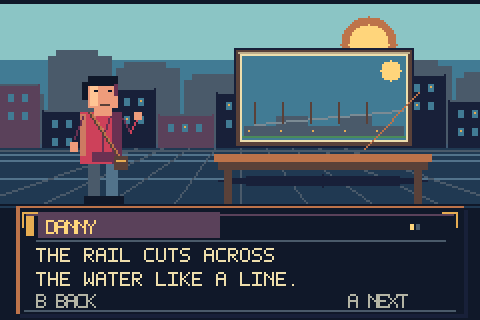 DANNY
THE RAIL CUTS ACROSS
THE WATER LIKE A LINE.
B BACK
A NEXT